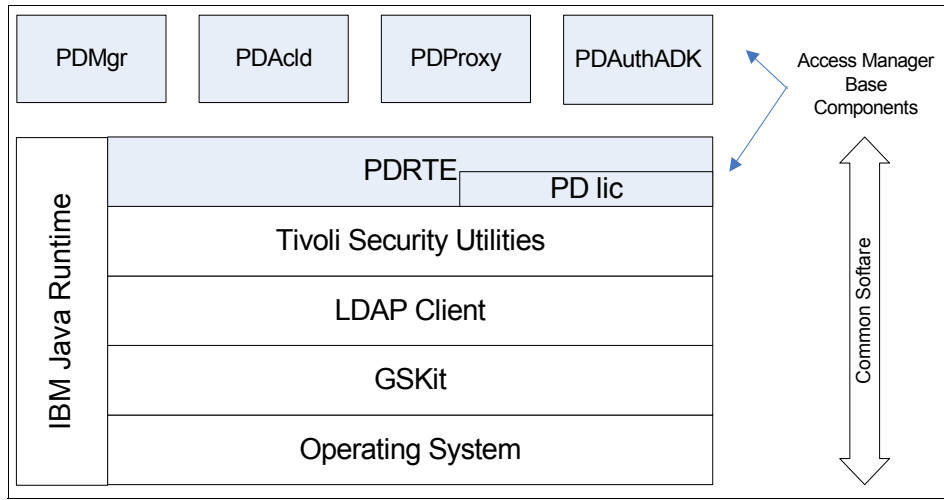 PDMgr
PDAcld
PDProxy
PDAuthADK
Access Manager
Base
Components
IBM Java Runtime
PDRTE
PD lic
Tivoli Security Utilities
LDAP Client
GSKit
Operating System
Common Softare